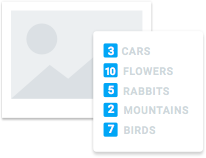 3 CARS
10 FLOWERS
5 RABBITS
2 MOUNTAINS
7 BIRDS